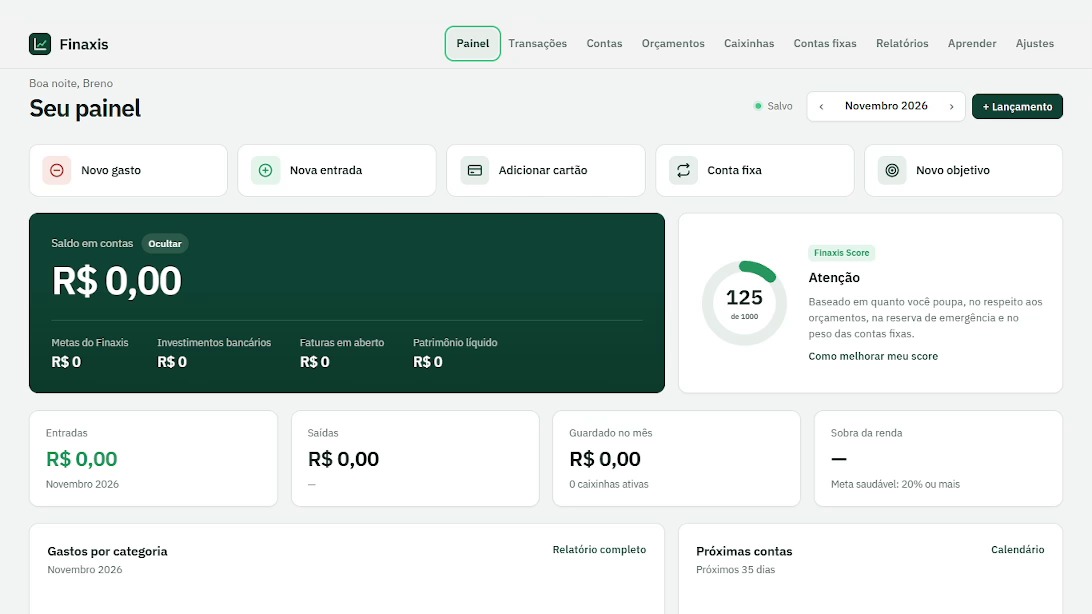 Finaxis
Painel
Transações
Contas
Orçamentos
Caixinhas
Contas fixas
Relatórios
Aprender
Ajustes
Boa noite, Breno
Seu painel
Salvo
‹ Novembro 2026 ›
+ Lançamento
Novo gasto
Nova entrada
Adicionar cartão
Conta fixa
Novo objetivo
Saldo em contas
Ocultar
R$ 0,00
Metas do Finaxis
R$ 0
Investimentos bancários
R$ 0
Faturas em aberto
R$ 0
Patrimônio líquido
R$ 0
125
de 1000
Finaxis Score
Atenção
Baseado em quanto você poupa, no respeito aos
orçamentos, na reserva de emergência e no
peso das contas fixas.
Como melhorar meu score
Entradas
R$ 0,00
Novembro 2026
Saídas
R$ 0,00
—
Guardado no mês
R$ 0,00
0 caixinhas ativas
Sobra da renda
—
Meta saudável: 20% ou mais
Gastos por categoria
Relatório completo
Novembro 2026
Próximas contas
Calendário
Próximos 35 dias